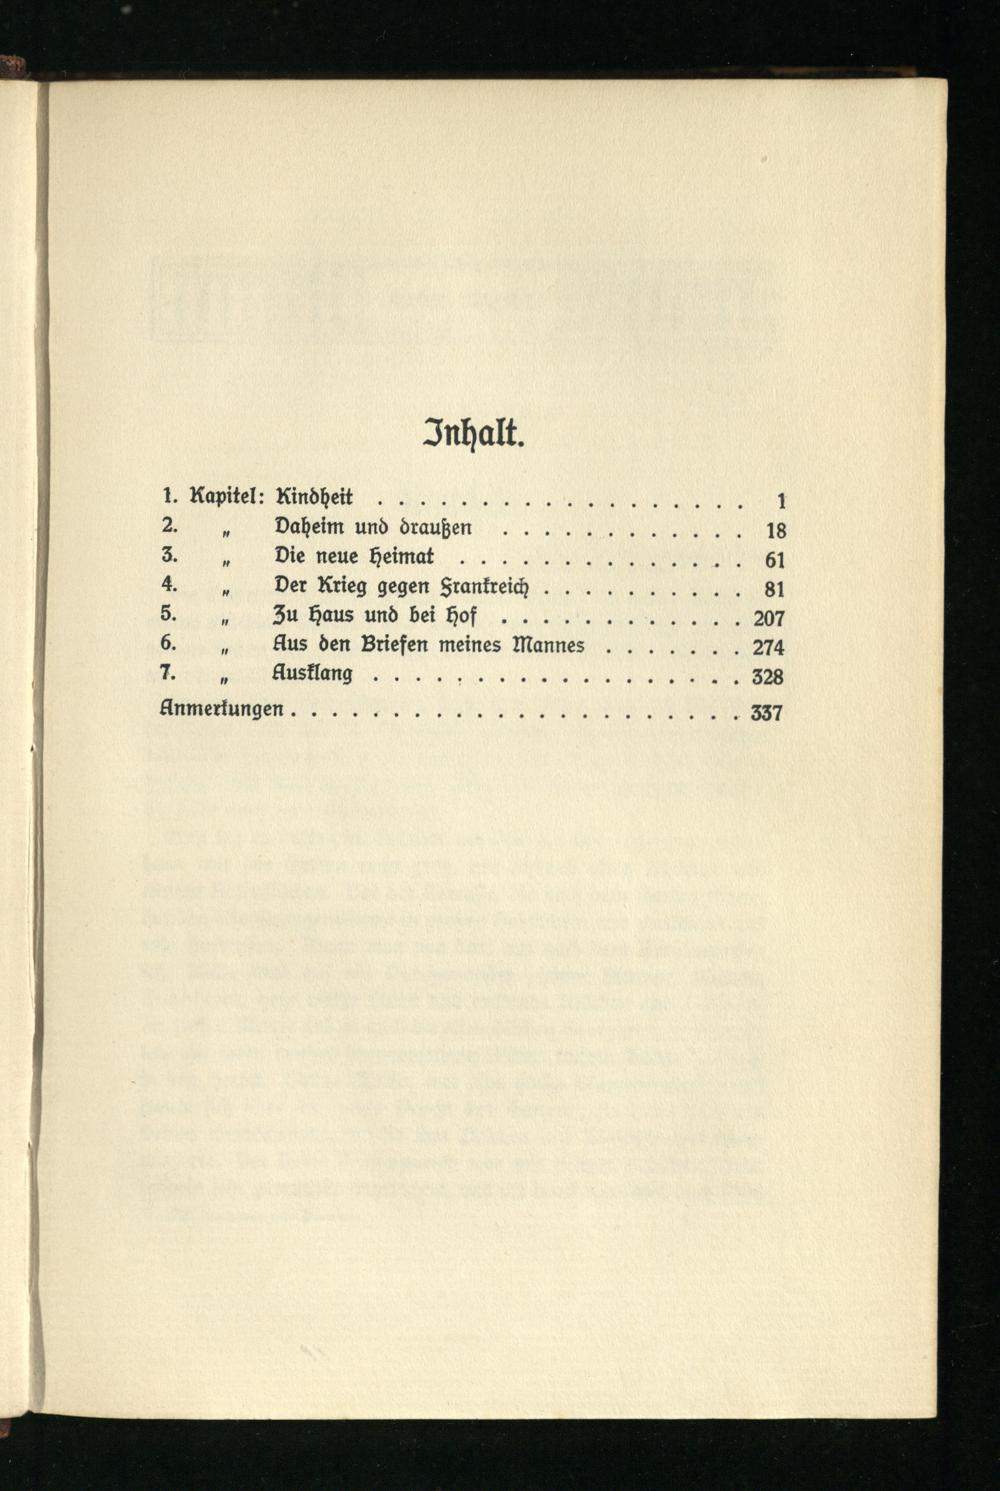 Inhalt.
1. Kapitel: Kindheit . . . . . . . . . . . . . . . . . . 1
2. „ Daheim und draußen . . . . . . . . . . . . 18
3. „ Die neue Heimat . . . . . . . . . . . . . . 61
4. „ Der Krieg gegen Frankreich . . . . . . . . . . 81
5. „ Zu Haus und bei Hof . . . . . . . . . . . . 207
6. „ Aus den Briefen meines Mannes . . . . . . . 274
7. „ Ausklang . . . . . . . . . . . . . . . . . . 328
Anmerkungen . . . . . . . . . . . . . . . . . . . . . . 337